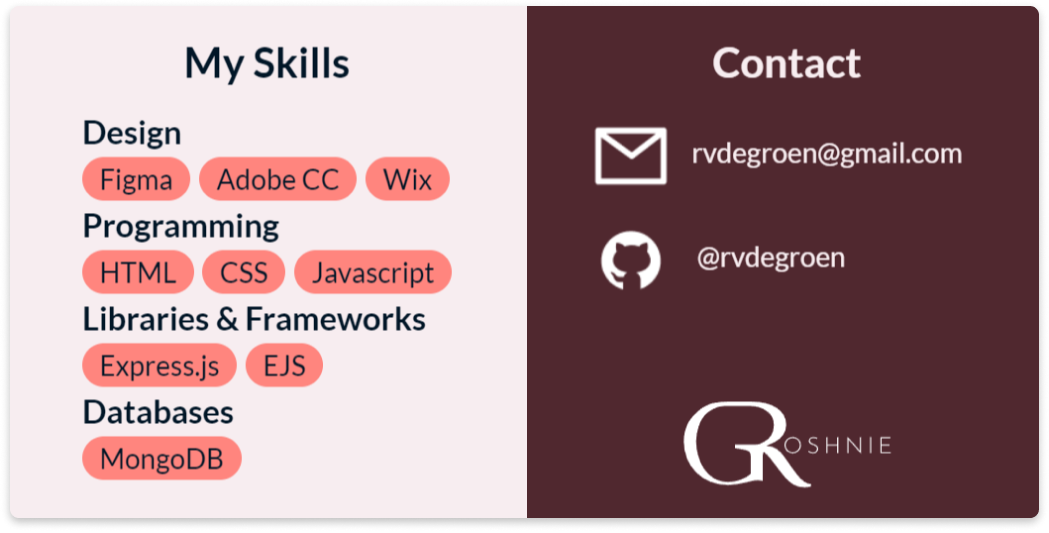 My Skills
Design
Figma Adobe CC Wix
Programming
HTML CSS Javascript
Libraries & Frameworks
Express.js EJS
Databases
MongoDB
Contact
rvdegroen@gmail.com
@rvdegroen
GROSHNIE